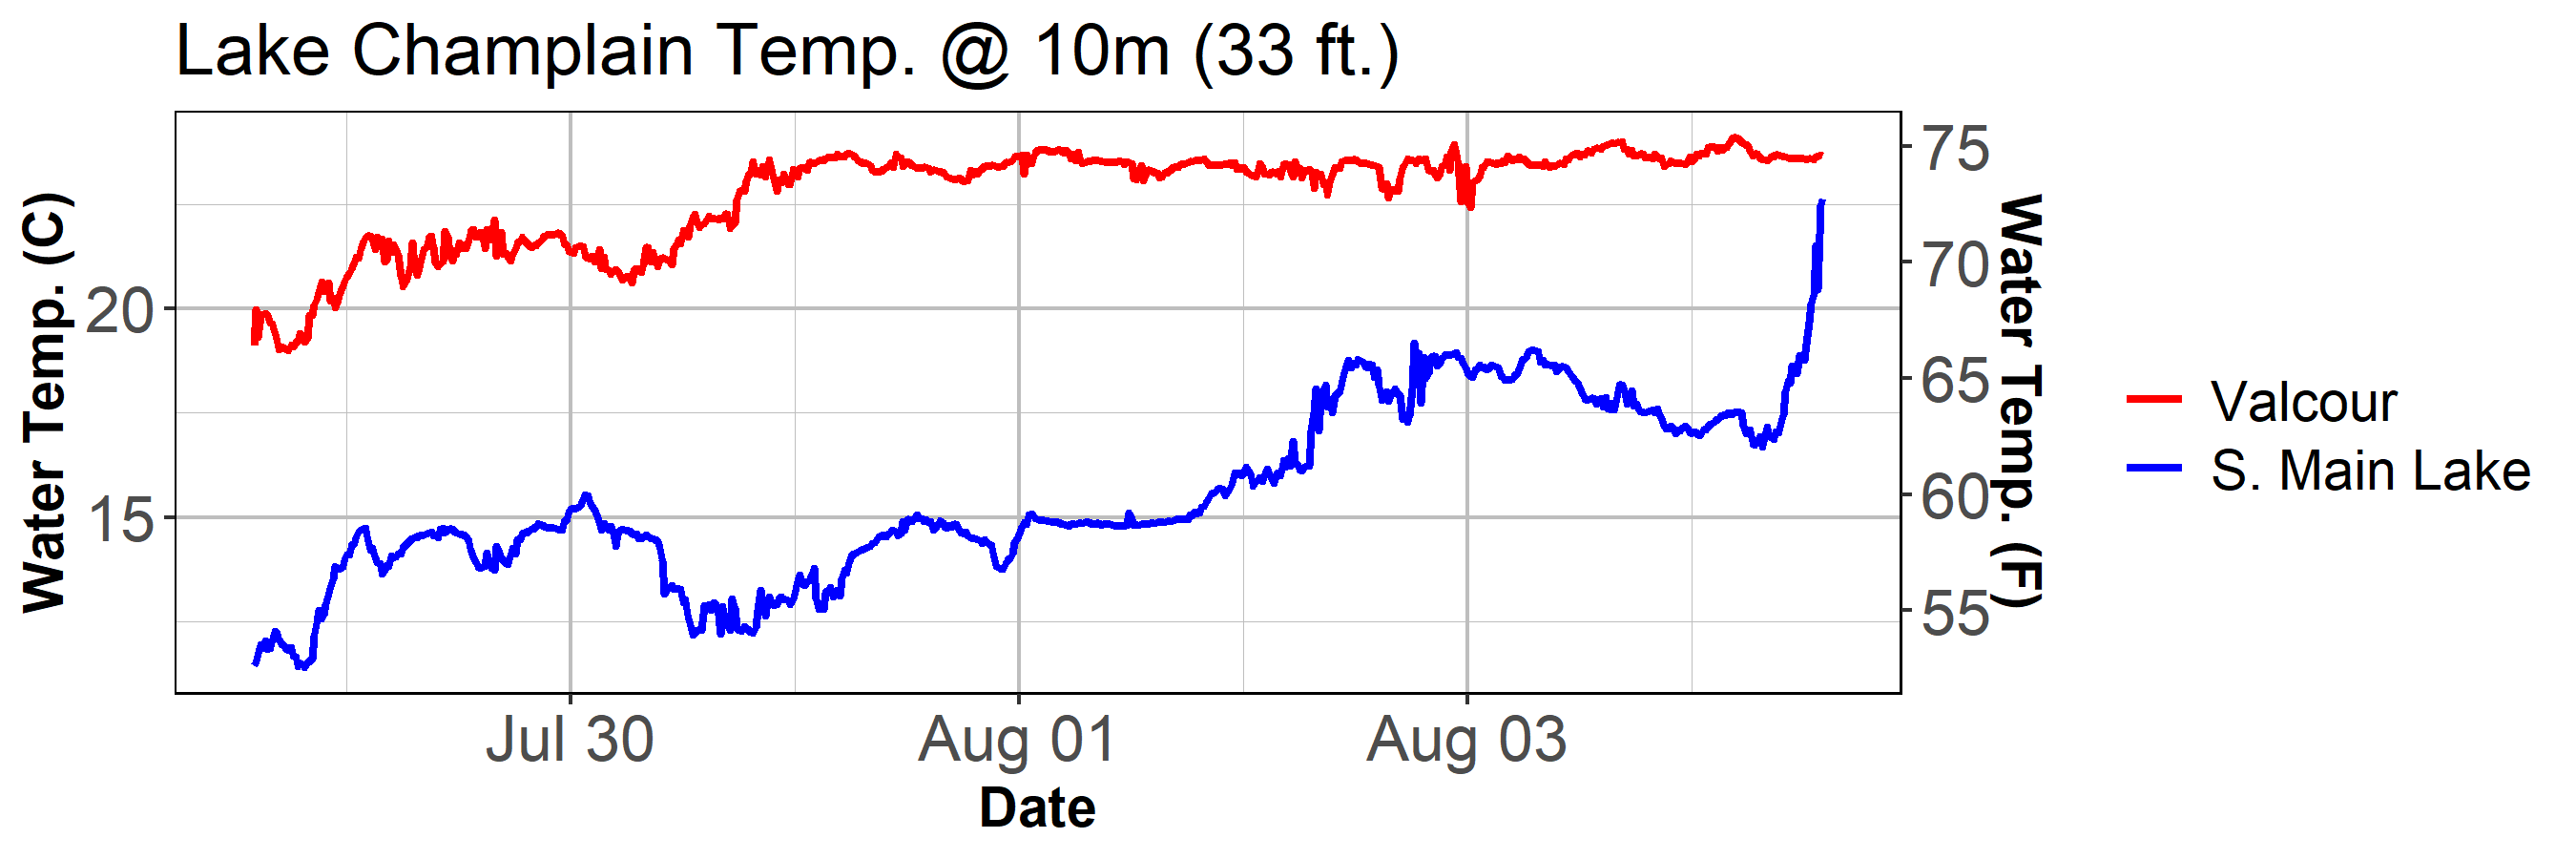 Lake Champlain Temp. @ 10m (33 ft.)
Water Temp. (C)
20
15
75
70
65
60
55
Water Temp. (F)
Jul 30
Aug 01
Aug 03
Date
Valcour
S. Main Lake